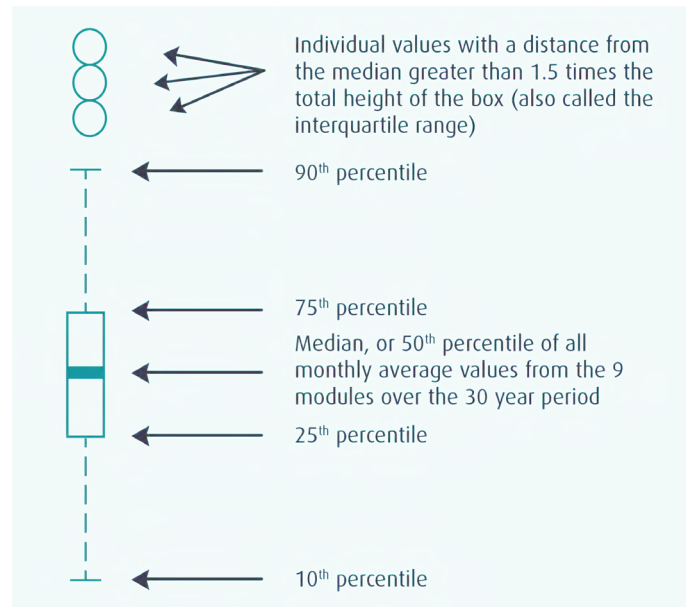 Individual values with a distance from
the median greater than 1.5 times the
total height of the box (also called the
interquartile range)
90th percentile
75th percentile
Median, or 50th percentile of all
monthly average values from the 9
modules over the 30 year period
25th percentile
10th percentile